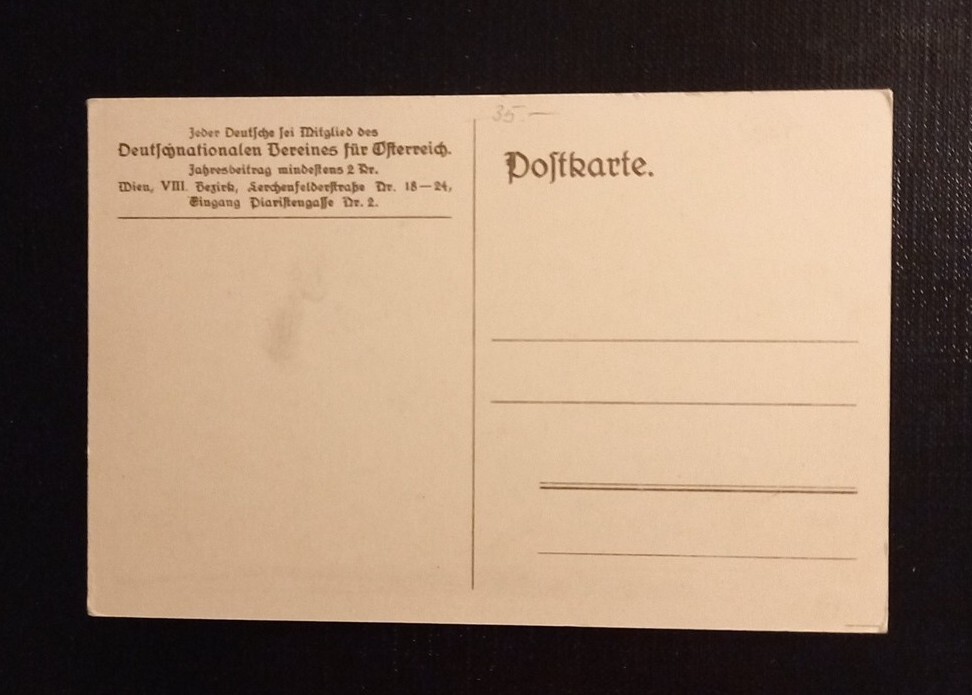 Jeder Deutsche sei Mitglied des
Deutschnationalen Vereines für Österreich.
Jahresbeitrag mindestens 2 Kr.
Wien, VIII. Bezirk, Lerchenfelderstraße Nr. 18—24,
Eingang Piaristengasse Nr. 2.
35.—
Postkarte.